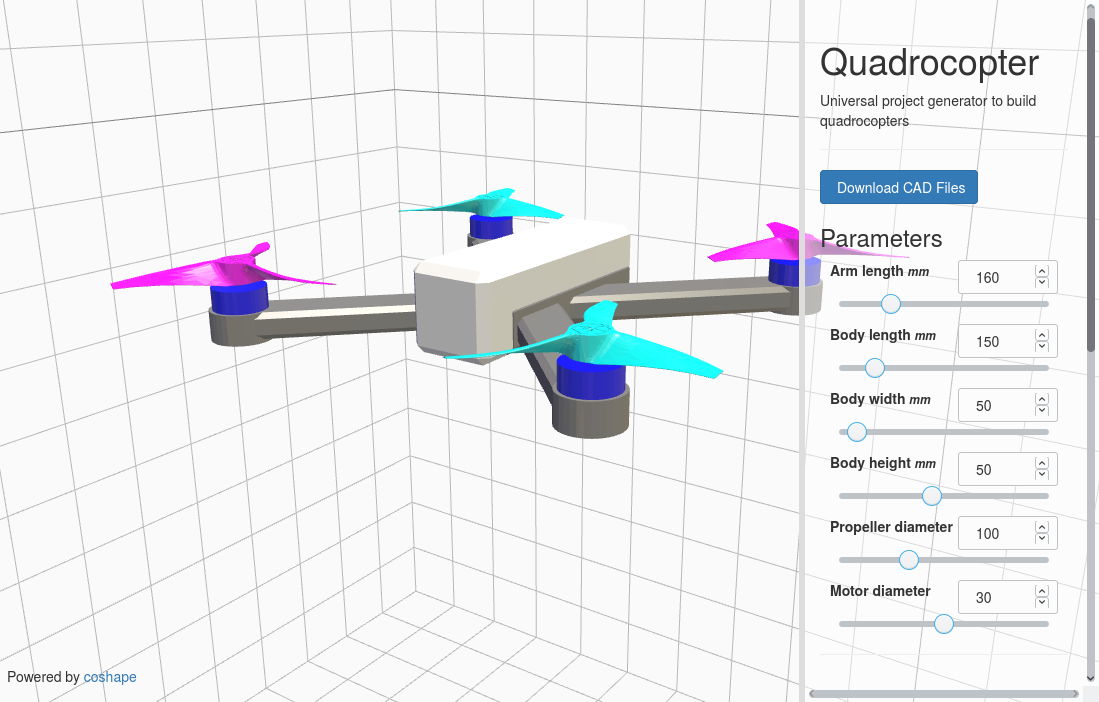 Quadrocopter
Universal project generator to build
quadrocopters
Download CAD Files
Parameters
Arm length mm 160
Body length mm 150
Body width mm 50
Body height mm 50
Propeller diameter 100
Motor diameter 30
Powered by coshape